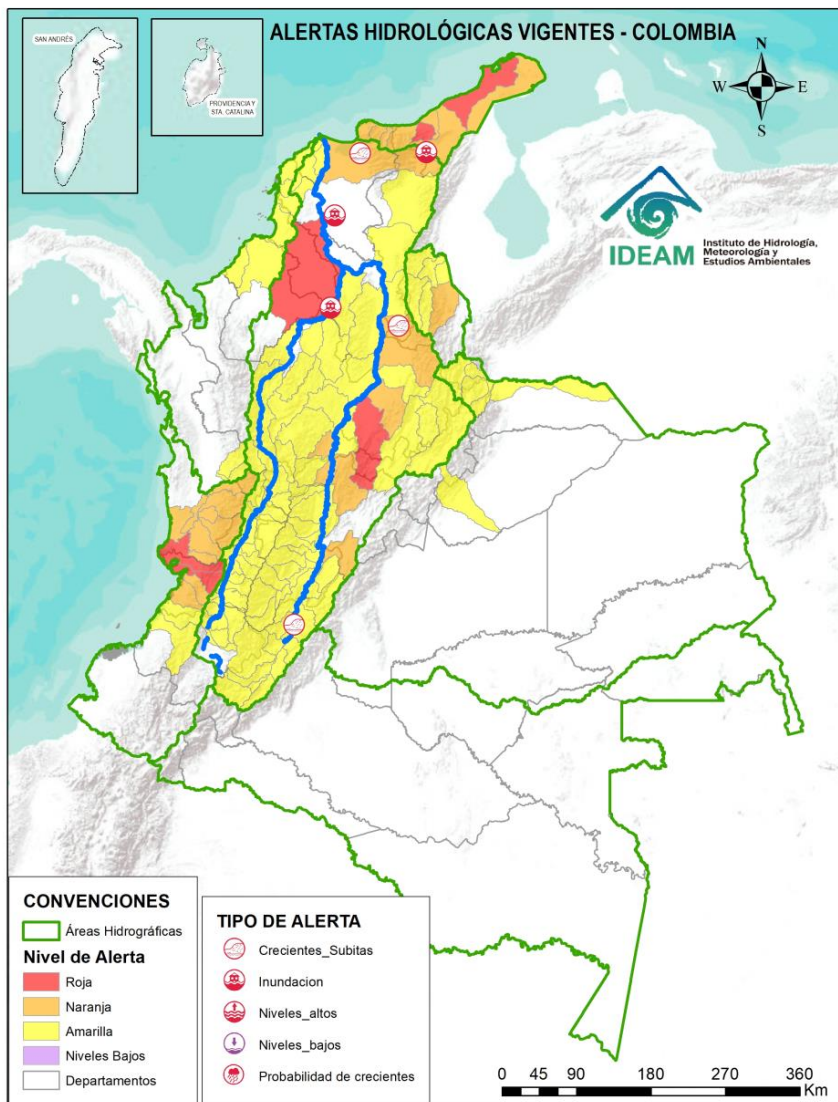 ALERTAS HIDROLÓGICAS VIGENTES - COLOMBIA
SAN ANDRÉS
PROVIDENCIA Y
STA. CATALINA
N
W
E
S
IDEAM
Instituto de Hidrología,
Meteorología y
Estudios Ambientales
CONVENCIONES
Áreas Hidrográficas
Nivel de Alerta
Roja
Naranja
Amarilla
Niveles Bajos
Departamentos
TIPO DE ALERTA
Crecientes_Subitas
Inundacion
Niveles_altos
Niveles_bajos
Probabilidad de crecientes
0 45 90 180 270 360
Km